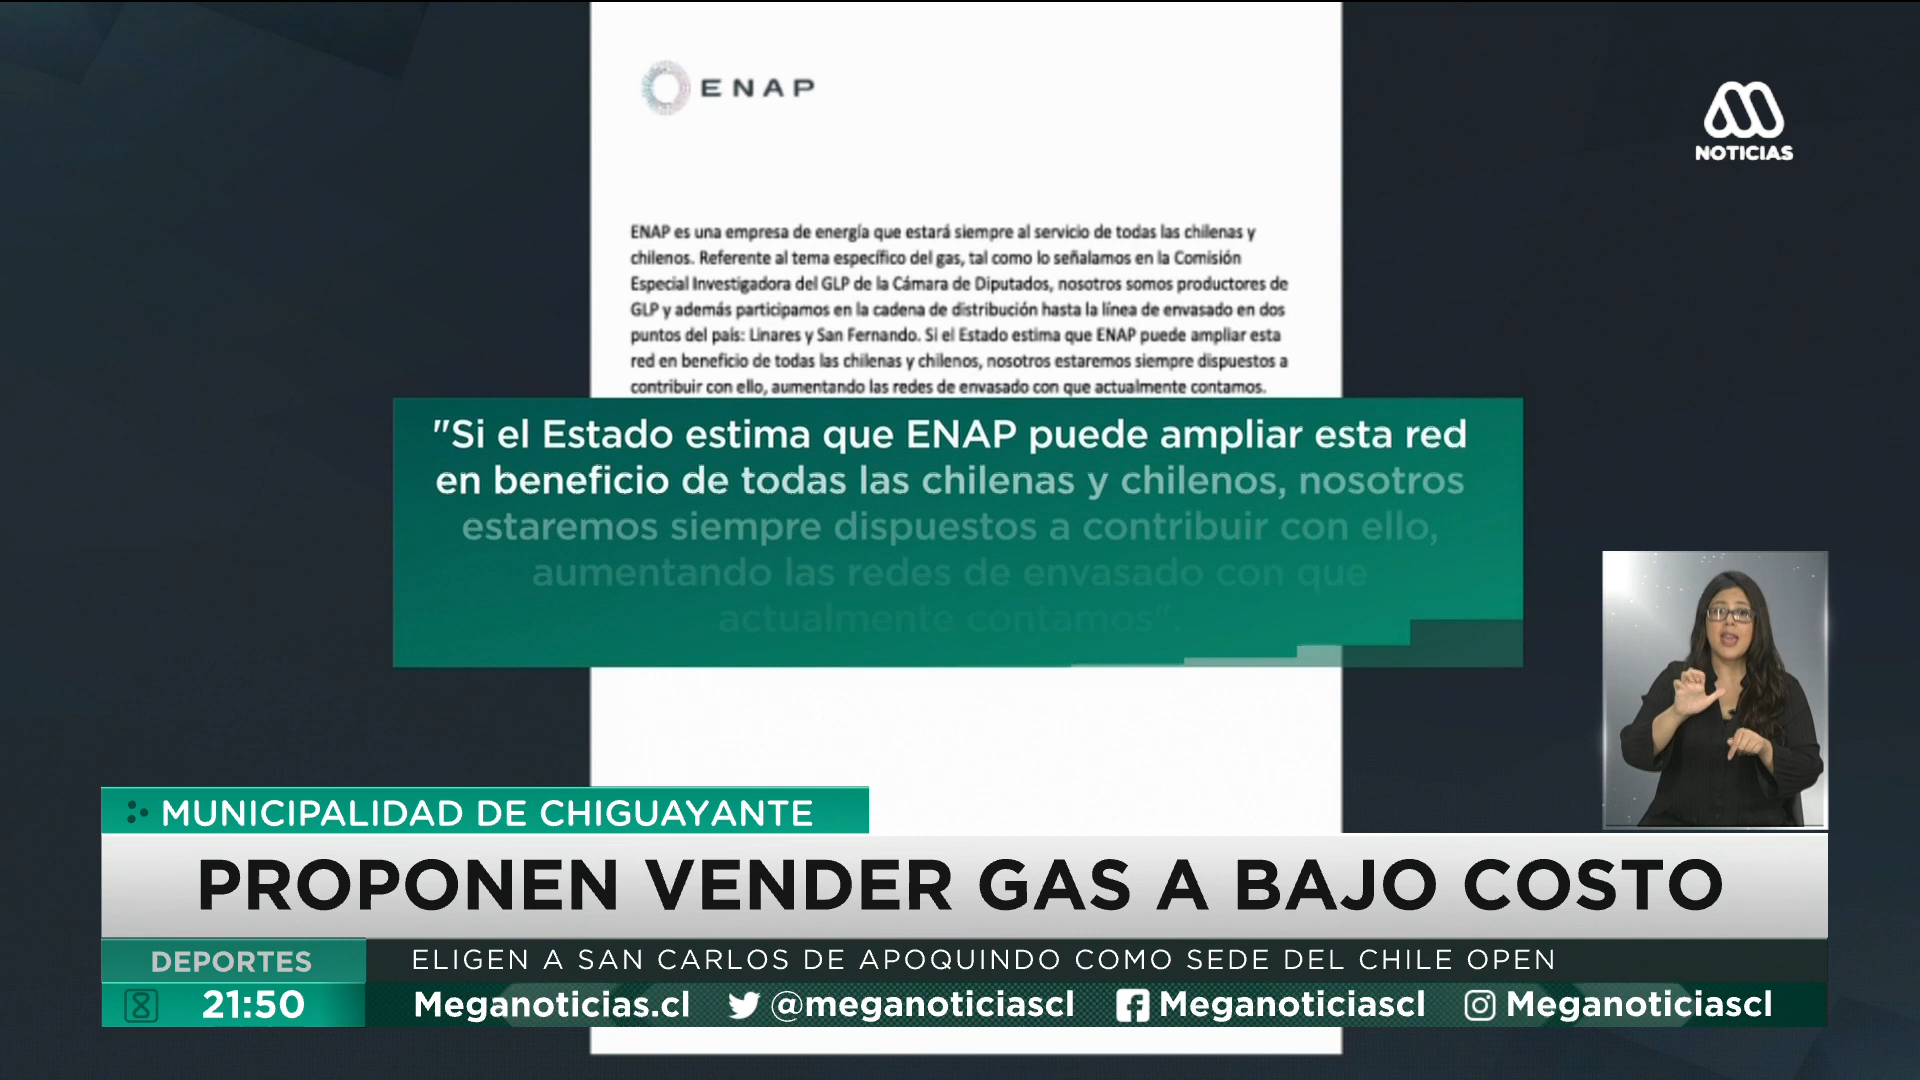 ENAP
NOTICIAS
ENAP es una empresa de energía que estará siempre al servicio de todas las chilenas y
chilenos. Referente al tema específico del gas, tal como lo señalamos en la Comisión
Especial Investigadora del GLP de la Cámara de Diputados, nosotros somos productores de
GLP y además participamos en la cadena de distribución hasta la línea de envasado en dos
puntos del país: Linares y San Fernando. Si el Estado estima que ENAP puede ampliar esta
red en beneficio de todas las chilenas y chilenos, nosotros estaremos siempre dispuestos a
contribuir con ello, aumentando las redes de envasado con que actualmente contamos.
"Si el Estado estima que ENAP puede ampliar esta red
en beneficio de todas las chilenas y chilenos, nosotros
estaremos siempre dispuestos a contribuir con ello,
aumentando las redes de envasado con que
actualmente contamos".
MUNICIPALIDAD DE CHIGUAYANTE
PROPONEN VENDER GAS A BAJO COSTO
DEPORTES ELIGEN A SAN CARLOS DE APOQUINDO COMO SEDE DEL CHILE OPEN
21:50 Meganoticias.cl @meganoticiascl Meganoticiascl Meganoticiascl